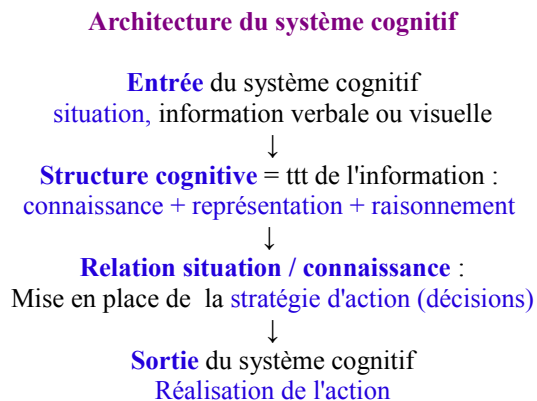 Architecture du système cognitif
Entrée du système cognitif
situation, information verbale ou visuelle
↓
Structure cognitive = ttt de l'information :
connaissance + représentation + raisonnement
↓
Relation situation / connaissance :
Mise en place de la stratégie d'action (décisions)
↓
Sortie du système cognitif
Réalisation de l'action